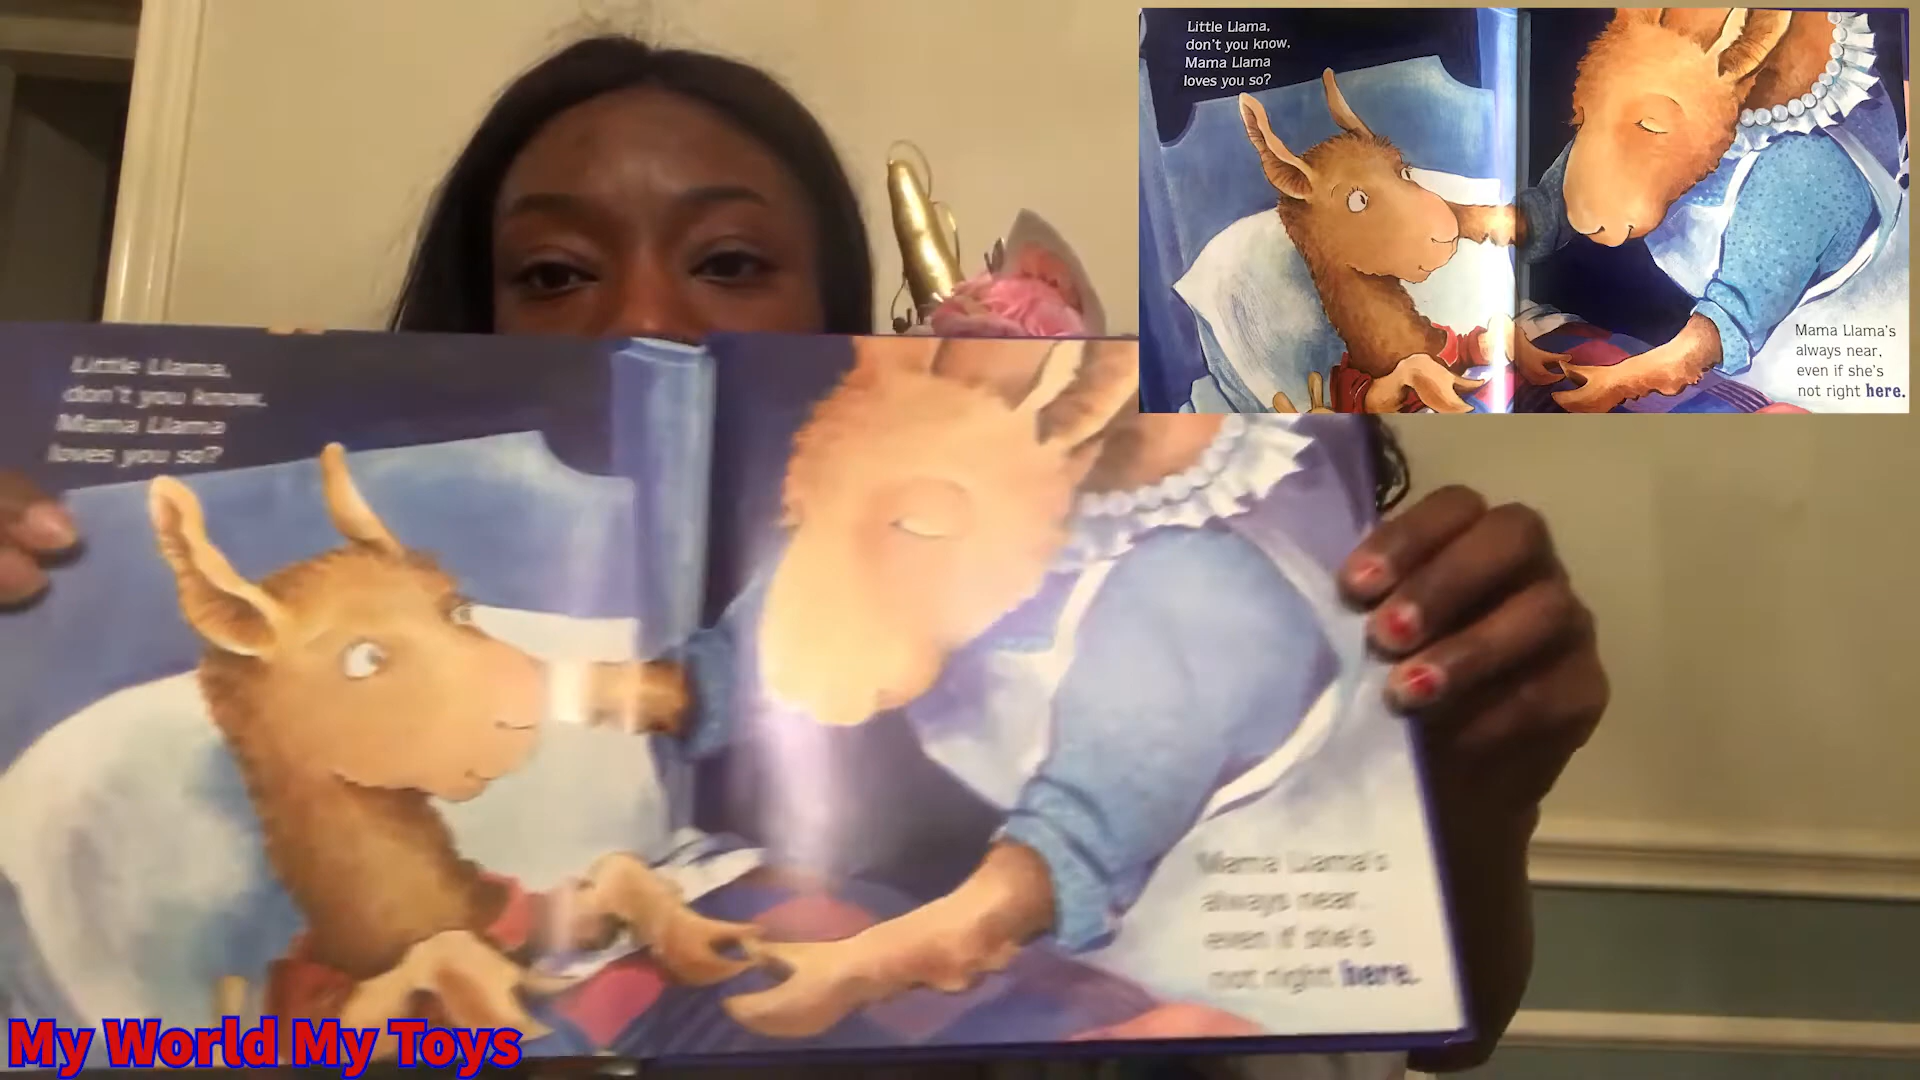 Little Llama,
don't you know,
Mama Llama
loves you so?
Mama Llama's
always near,
even if she's
not right here.
Little Llama,
don't you know,
Mama Llama
loves you so?
Mama Llama's
always near,
even if she's
not right here.
My World My Toys